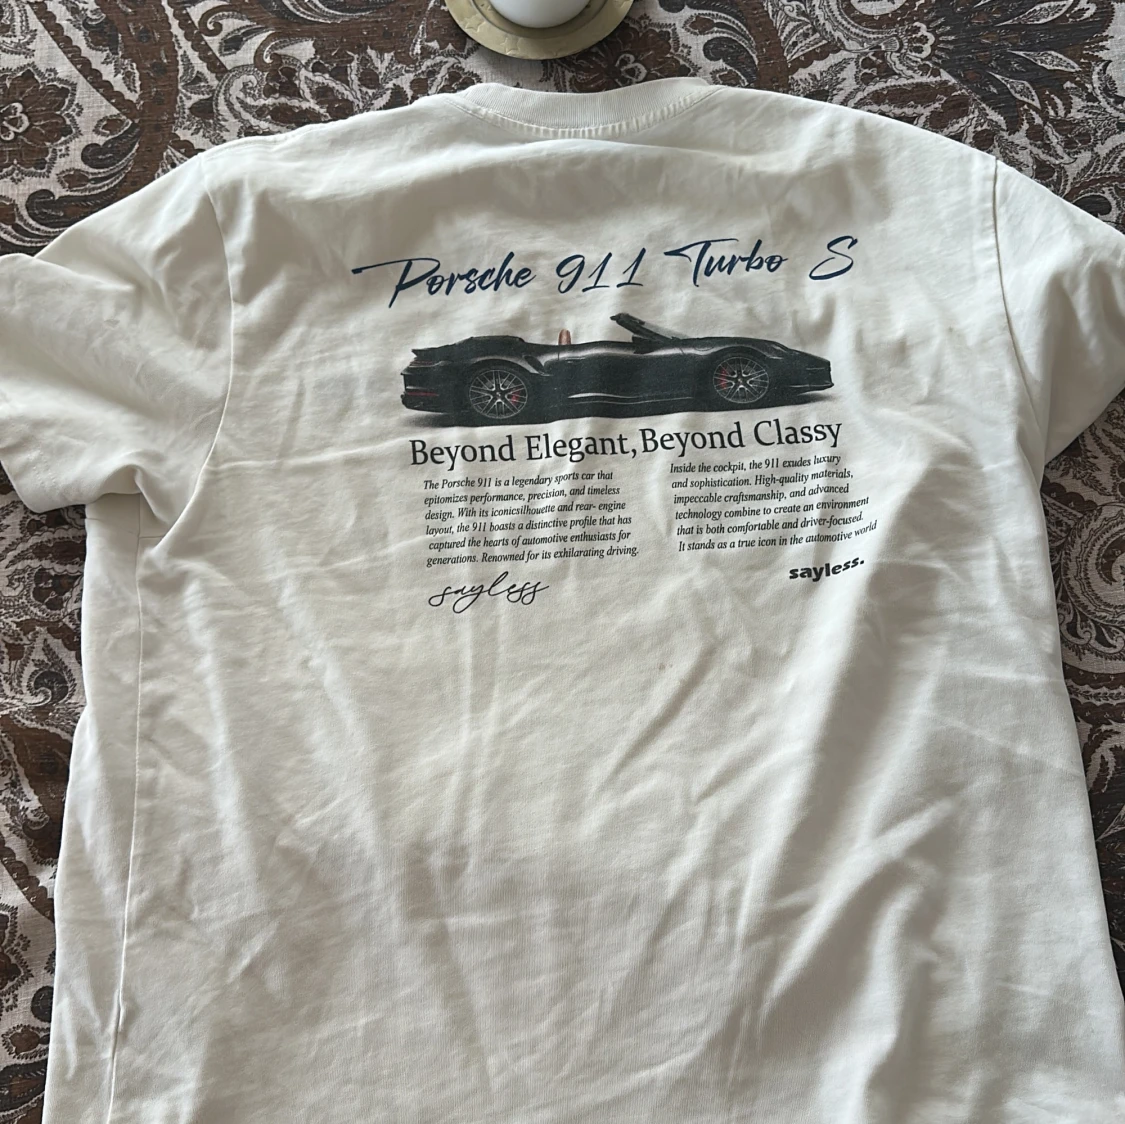 Porsche 911 Turbo S
Beyond Elegant, Beyond Classy
The Porsche 911 is a legendary sports car that
epitomizes performance, precision, and timeless
design. With its iconicsilhouette and rear- engine
layout, the 911 boasts a distinctive profile that has
captured the hearts of automotive enthusiasts for
generations. Renowned for its exhilarating driving.
Inside the cockpit, the 911 exudes luxury
and sophistication. High-quality materials,
impeccable craftsmanship, and advanced
technology combine to create an environment
that is both comfortable and driver-focused.
It stands as a true icon in the automotive world
sayless
sayless.